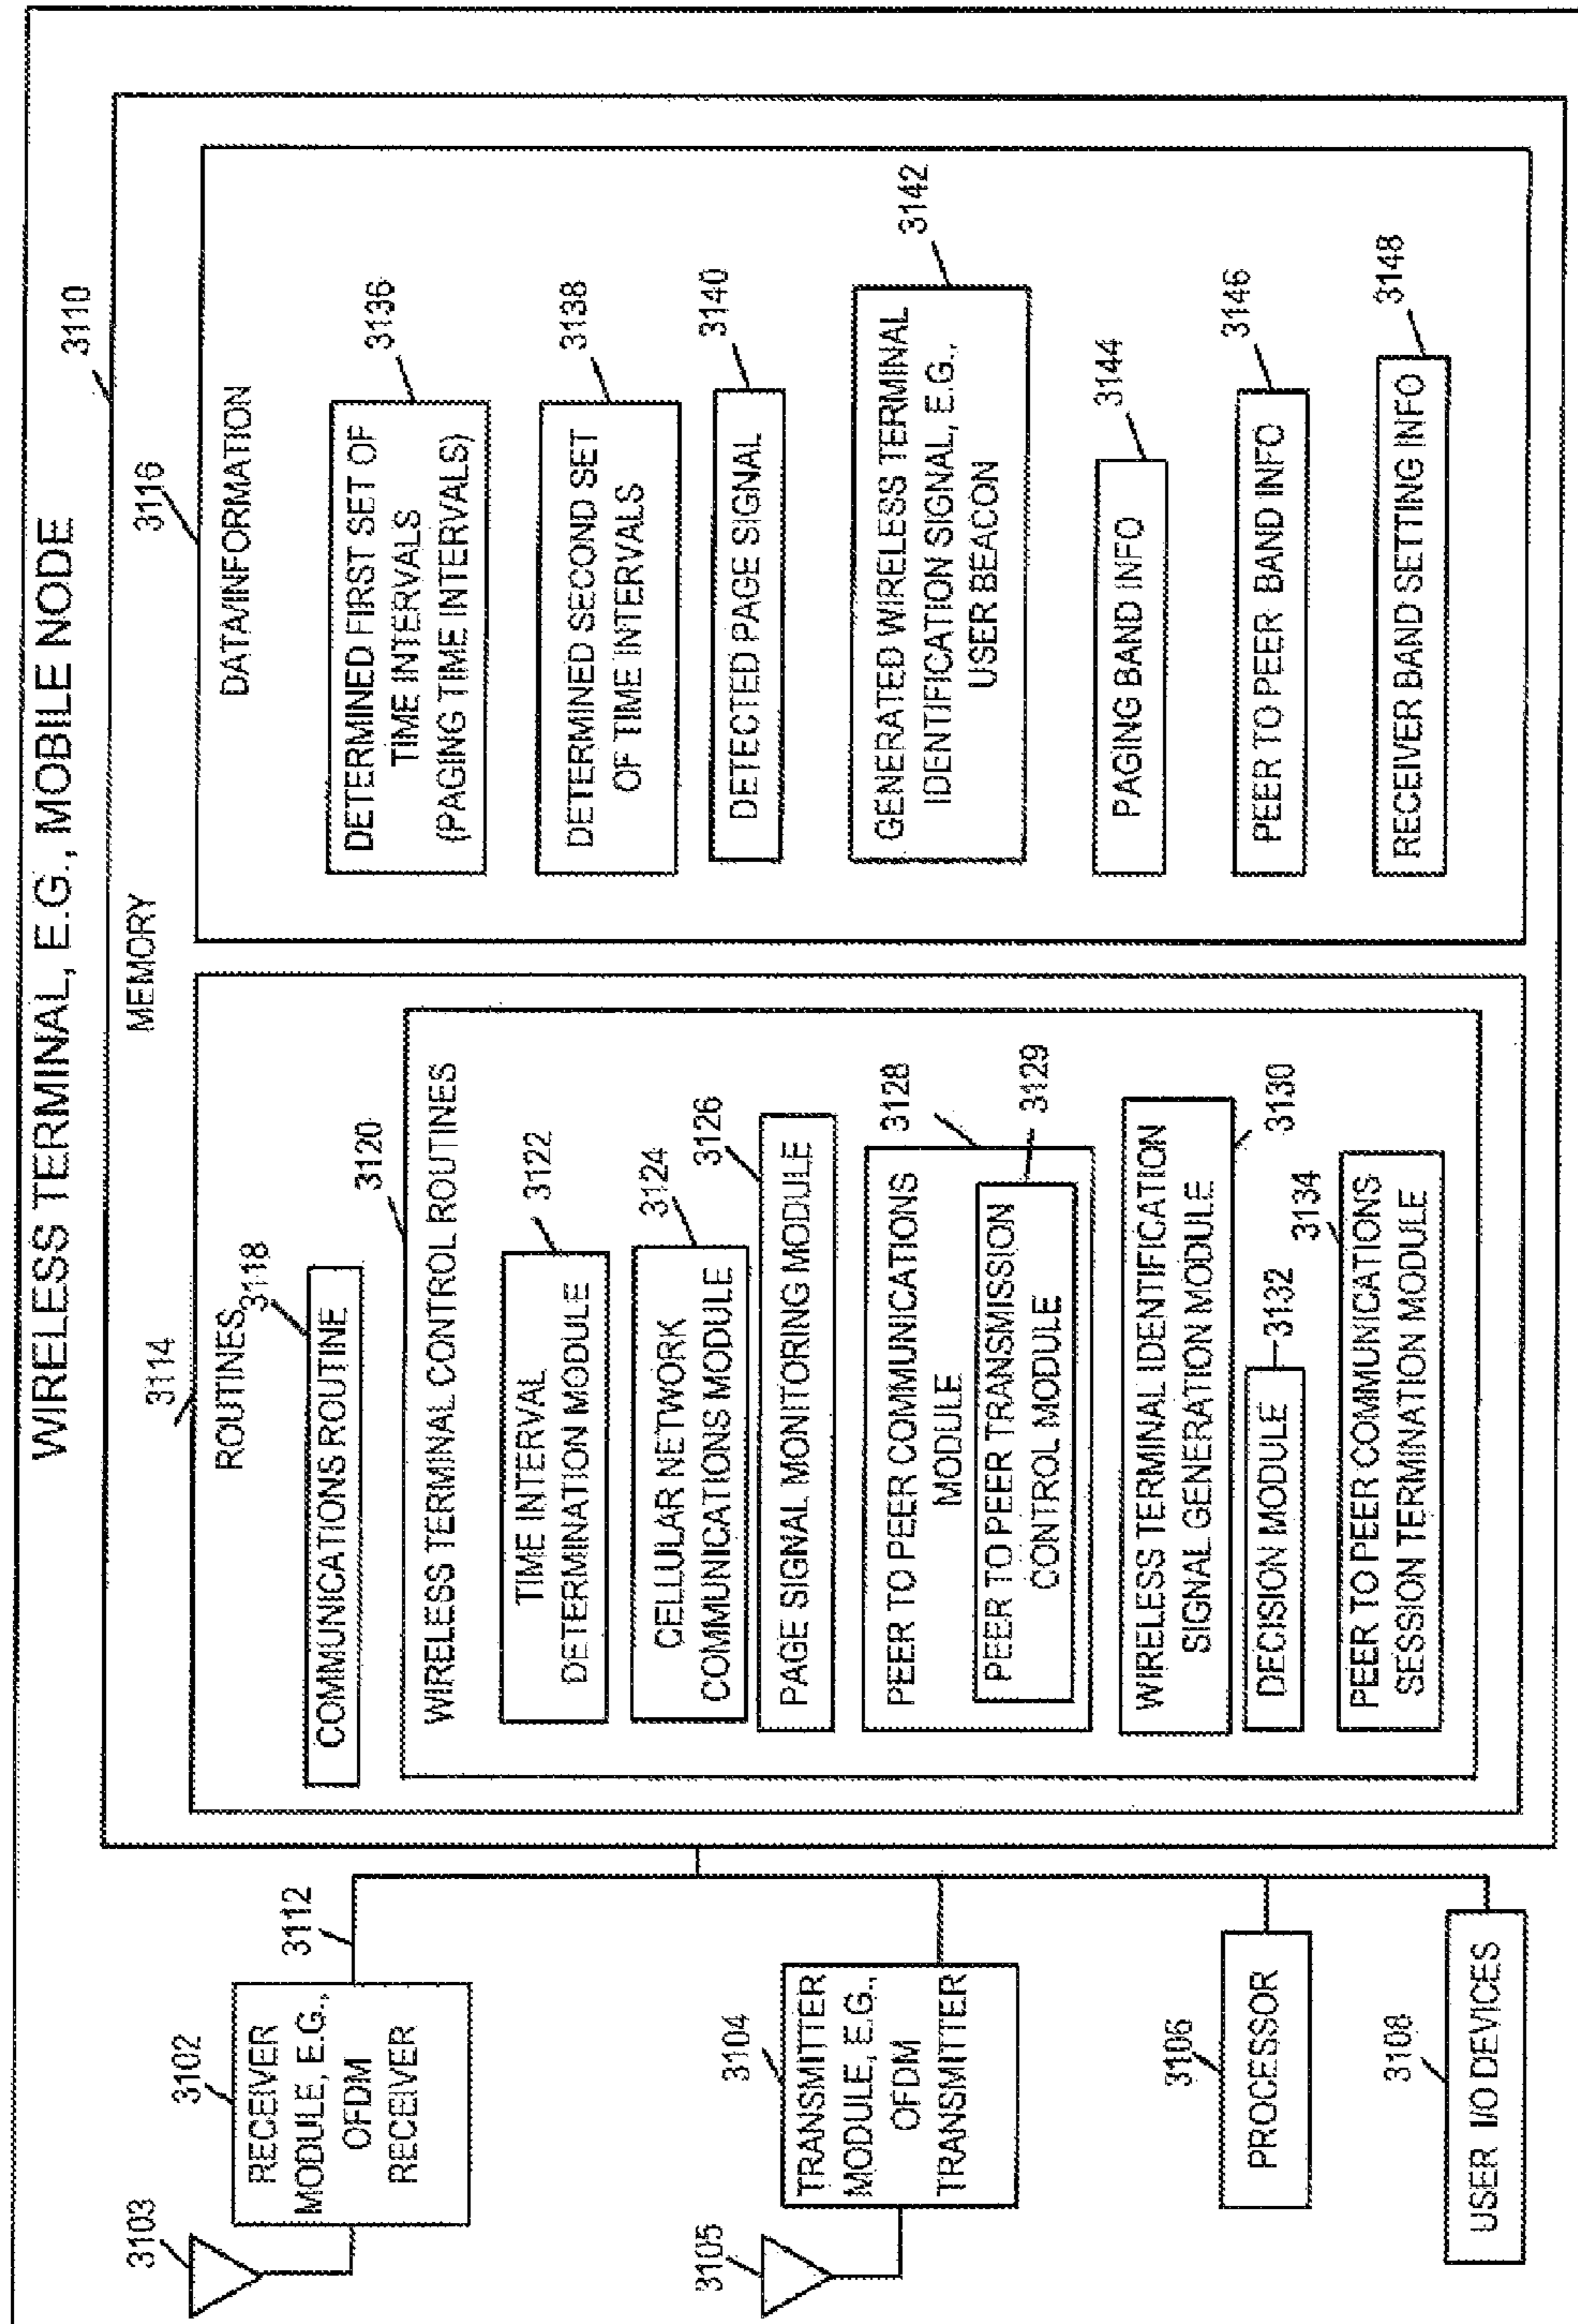 WIRELESS TERMINAL, E.G., MOBILE NODE
3110
MEMORY
3114
ROUTINES
3118
COMMUNICATIONS ROUTINE
3120
WIRELESS TERMINAL CONTROL ROUTINES
3122
TIME INTERVAL
DETERMINATION MODULE
3124
CELLULAR NETWORK
COMMUNICATIONS MODULE
3126
PAGE SIGNAL MONITORING MODULE
3128
PEER TO PEER COMMUNICATIONS
MODULE
3129
PEER TO PEER TRANSMISSION
CONTROL MODULE
WIRELESS TERMINAL IDENTIFICATION
SIGNAL GENERATION MODULE
3130
DECISION MODULE
3132
3134
PEER TO PEER COMMUNICATIONS
SESSION TERMINATION MODULE
3116
DATA/INFORMATION
DETERMINED FIRST SET OF
TIME INTERVALS
(PAGING TIME INTERVALS)
3136
DETERMINED SECOND SET
OF TIME INTERVALS
3138
DETECTED PAGE SIGNAL
3140
GENERATED WIRELESS TERMINAL
IDENTIFICATION SIGNAL, E.G.,
USER BEACON
3142
PAGING BAND INFO
3144
PEER TO PEER BAND INFO
3146
RECEIVER BAND SETTING INFO
3148
3103
3102
RECEIVER
MODULE, E.G.,
OFDM
RECEIVER
3112
3105
3104
TRANSMITTER
MODULE, E.G.,
OFDM
TRANSMITTER
3106
PROCESSOR
3108
USER I/O DEVICES